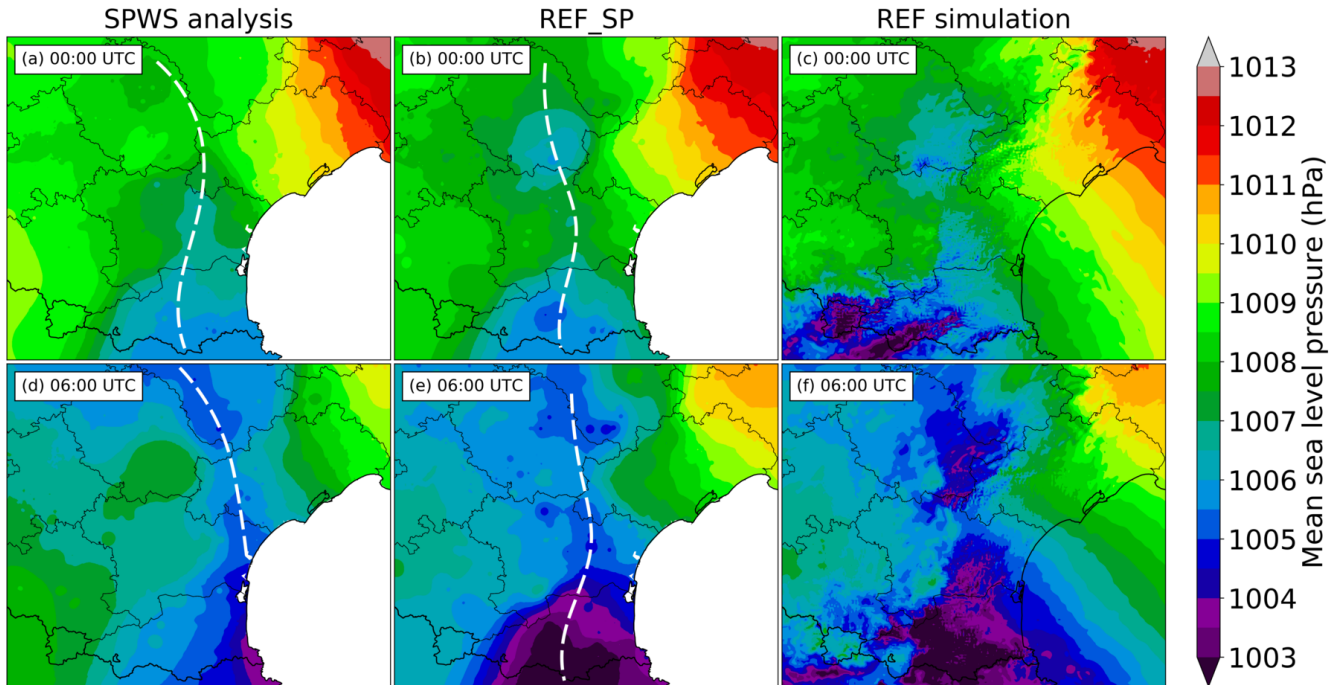 SPWS analysis
REF_SP
REF simulation
(a) 00:00 UTC
(b) 00:00 UTC
(c) 00:00 UTC
(d) 06:00 UTC
(e) 06:00 UTC
(f) 06:00 UTC
1013
1012
1011
1010
1009
1008
1007
1006
1005
1004
1003
Mean sea level pressure (hPa)